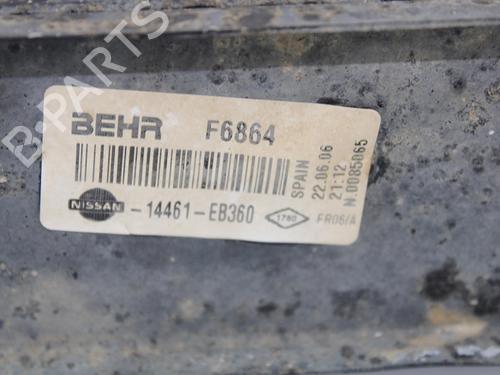 B-PARTS
BEHR F6864
SPAIN
22.06.06
21:12
N.0085065
NISSAN
-14461-EB360
1780
FR06/A